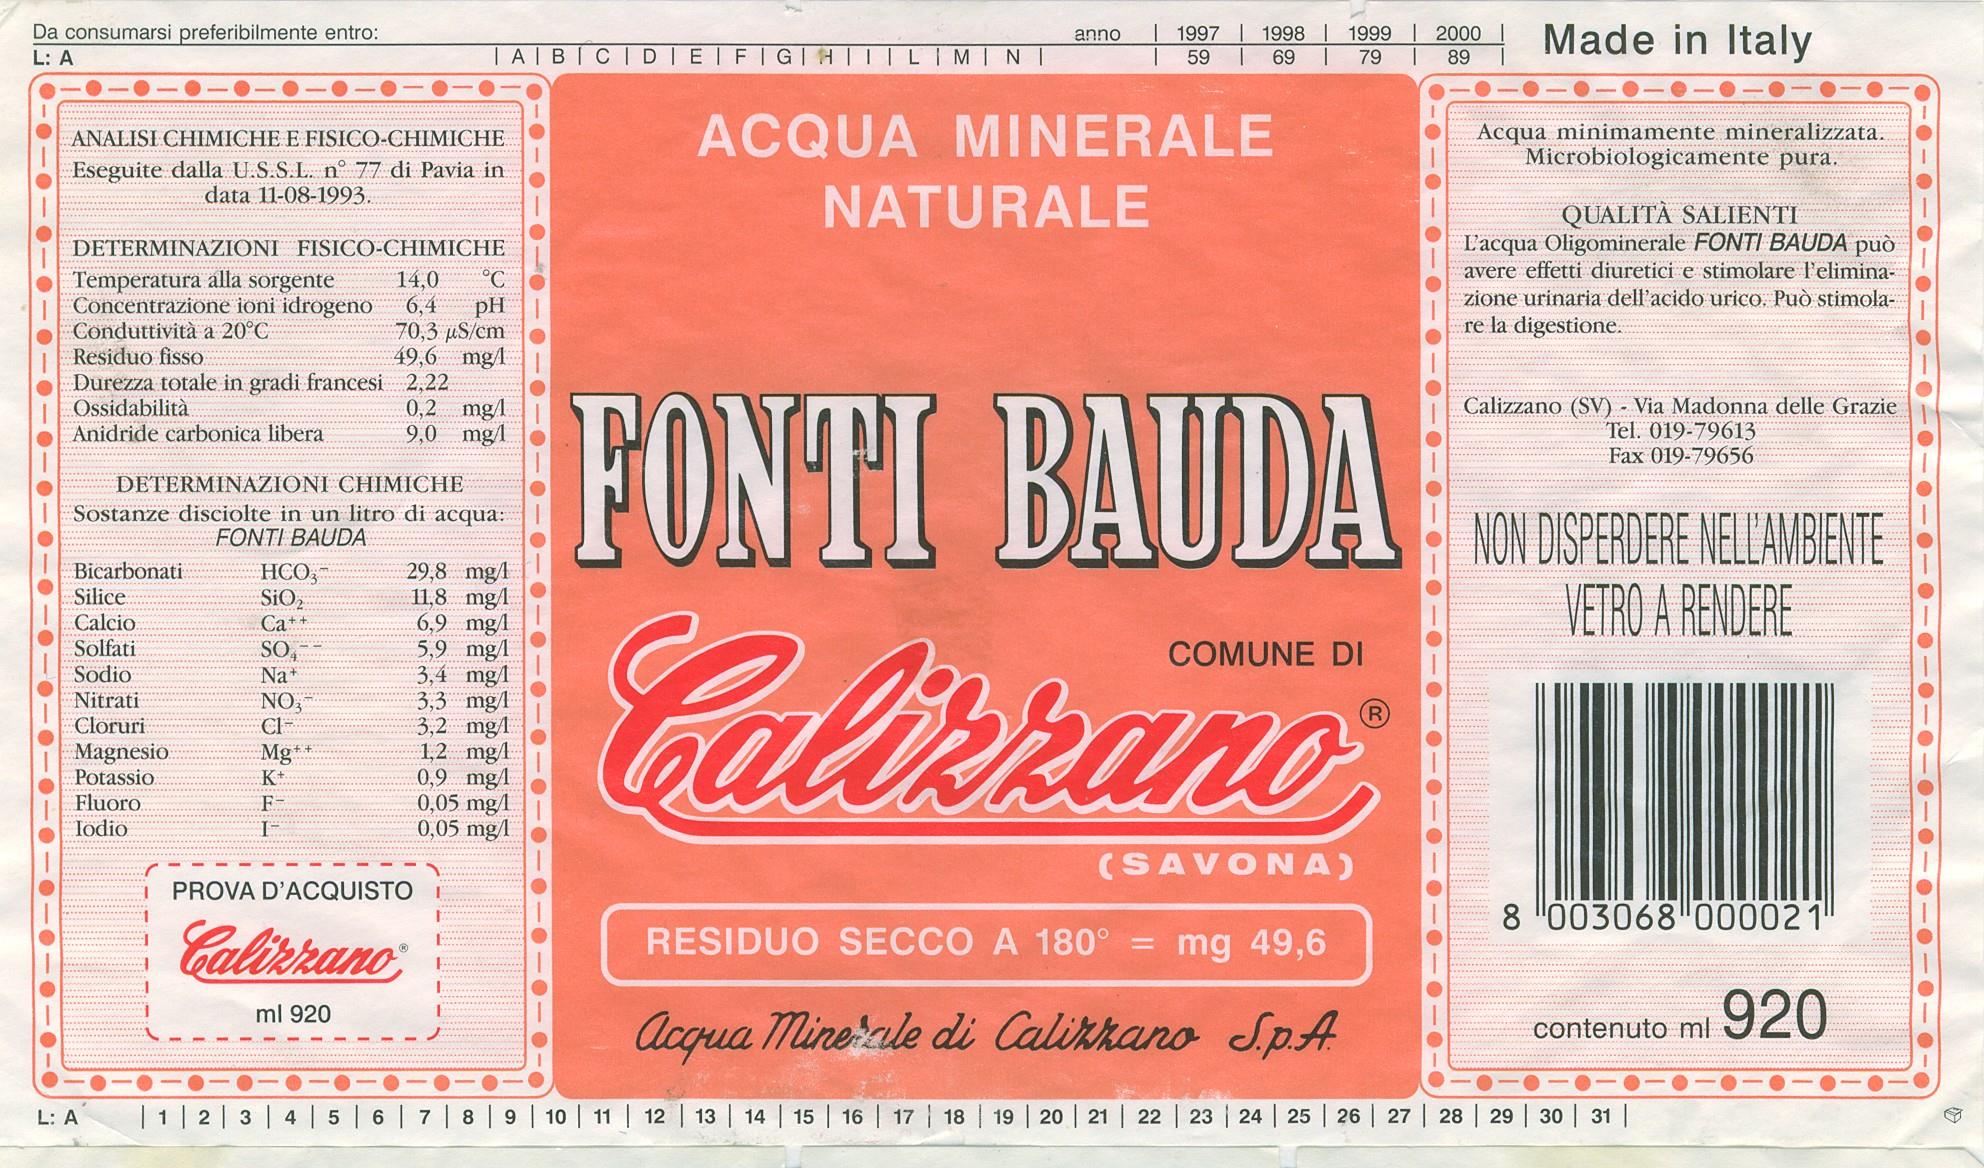 Da consumarsi preferibilmente entro:
anno | 1997 | 1998 | 1999 | 2000 |
L: A | A | B | C | D | E | F | G | H | I | L | M | N | | 59 | 69 | 79 | 89 |
Made in Italy
ANALISI CHIMICHE E FISICO-CHIMICHE
Eseguite dalla U.S.S.L. n° 77 di Pavia in
data 11-08-1993.
DETERMINAZIONI FISICO-CHIMICHE
Temperatura alla sorgente 14,0 °C
Concentrazione ioni idrogeno 6,4 pH
Conduttività a 20°C 70,3 µS/cm
Residuo fisso 49,6 mg/l
Durezza totale in gradi francesi 2,22
Ossidabilità 0,2 mg/l
Anidride carbonica libera 9,0 mg/l
DETERMINAZIONI CHIMICHE
Sostanze disciolte in un litro di acqua:
FONTI BAUDA
Bicarbonati HCO₃⁻ 29,8 mg/l
Silice SiO₂ 11,8 mg/l
Calcio Ca⁺⁺ 6,9 mg/l
Solfati SO₄⁻⁻ 5,9 mg/l
Sodio Na⁺ 3,4 mg/l
Nitrati NO₃⁻ 3,3 mg/l
Cloruri Cl⁻ 3,2 mg/l
Magnesio Mg⁺⁺ 1,2 mg/l
Potassio K⁺ 0,9 mg/l
Fluoro F⁻ 0,05 mg/l
Iodio I⁻ 0,05 mg/l
PROVA D'ACQUISTO
Calizzano®
ml 920
ACQUA MINERALE
NATURALE
FONTI BAUDA
COMUNE DI
Calizzano®
(SAVONA)
RESIDUO SECCO A 180° = mg 49,6
Acqua Minerale di Calizzano S.p.A.
Acqua minimamente mineralizzata.
Microbiologicamente pura.
QUALITÀ SALIENTI
L'acqua Oligominerale FONTI BAUDA può
avere effetti diuretici e stimolare l'elimina-
zione urinaria dell'acido urico. Può stimola-
re la digestione.
Calizzano (SV) - Via Madonna delle Grazie
Tel. 019-79613
Fax 019-79656
NON DISPERDERE NELL'AMBIENTE
VETRO A RENDERE
8 003068 000021
contenuto ml 920
L: A | 1 | 2 | 3 | 4 | 5 | 6 | 7 | 8 | 9 | 10 | 11 | 12 | 13 | 14 | 15 | 16 | 17 | 18 | 19 | 20 | 21 | 22 | 23 | 24 | 25 | 26 | 27 | 28 | 29 | 30 | 31 |